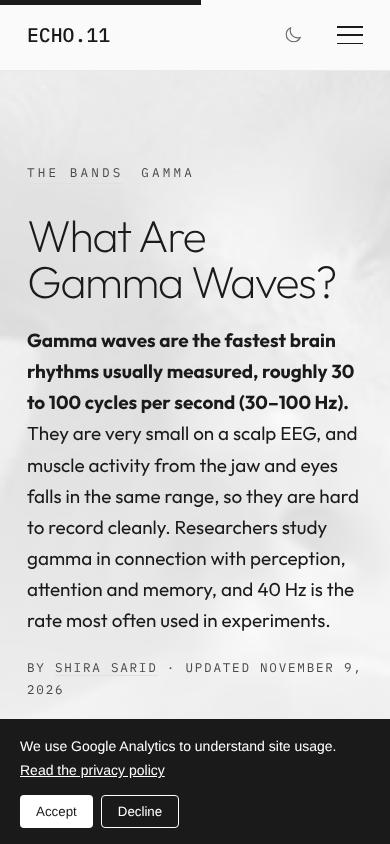 ECHO.11
THE BANDS GAMMA
What Are
Gamma Waves?
Gamma waves are the fastest brain
rhythms usually measured, roughly 30
to 100 cycles per second (30–100 Hz).
They are very small on a scalp EEG, and
muscle activity from the jaw and eyes
falls in the same range, so they are hard
to record cleanly. Researchers study
gamma in connection with perception,
attention and memory, and 40 Hz is the
rate most often used in experiments.
BY SHIRA SARID · UPDATED NOVEMBER 9,
2026
We use Google Analytics to understand site usage.
Read the privacy policy
Accept Decline